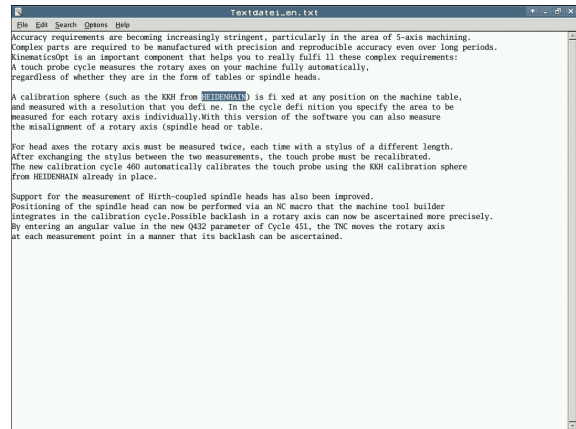 Textdatei_en.txt
File Edit Search Options Help
Accuracy requirements are becoming increasingly stringent, particularly in the area of 5-axis machining.
Complex parts are required to be manufactured with precision and reproducible accuracy even over long periods.
KinematicsOpt is an important component that helps you to really fulfi ll these complex requirements:
A touch probe cycle measures the rotary axes on your machine fully automatically,
regardless of whether they are in the form of tables or spindle heads.
A calibration sphere (such as the KKH from HEIDENHAIN) is fi xed at any position on the machine table,
and measured with a resolution that you defi ne. In the cycle defi nition you specify the area to be
measured for each rotary axis individually.With this version of the software you can also measure
the misalignment of a rotary axis (spindle head or table.
For head axes the rotary axis must be measured twice, each time with a stylus of a different length.
After exchanging the stylus between the two measurements, the touch probe must be recalibrated.
The new calibration cycle 460 automatically calibrates the touch probe using the KKH calibration sphere
from HEIDENHAIN already in place.
Support for the measurement of Hirth-coupled spindle heads has also been improved.
Positioning of the spindle head can now be performed via an NC macro that the machine tool builder
integrates in the calibration cycle.Possible backlash in a rotary axis can now be ascertained more precisely.
By entering an angular value in the new Q432 parameter of Cycle 451, the TNC moves the rotary axis
at each measurement point in a manner that its backlash can be ascertained.